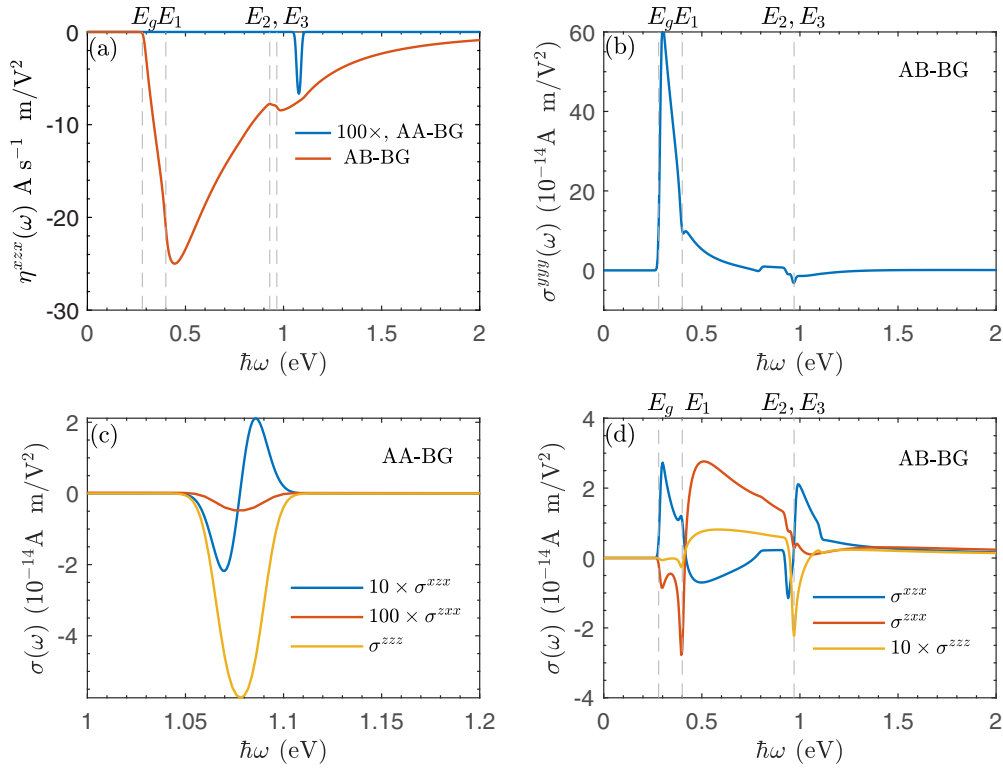 E_g E_1 E_2, E_3
(a)
0
-10
-20
-30
η^{xzx}(ω) A s^{-1} m/V^2
100×, AA-BG
AB-BG
0 0.5 1 1.5 2
ħω (eV)
E_g E_1 E_2, E_3
(b)
AB-BG
60
40
20
0
σ^{yyy}(ω) (10^{-14}A m/V^2)
0 0.5 1 1.5 2
ħω (eV)
(c)
AA-BG
2
0
-2
-4
σ(ω) (10^{-14}A m/V^2)
10 × σ^{xzx}
100 × σ^{zxx}
σ^{zzz}
1 1.05 1.11 1.16 1.2
ħω (eV)
E_g E_1 E_2, E_3
(d)
AB-BG
4
2
0
-2
-4
σ(ω) (10^{-14}A m/V^2)
σ^{xzx}
σ^{zxx}
10 × σ^{zzz}
0 0.5 1 1.5 2
ħω (eV)